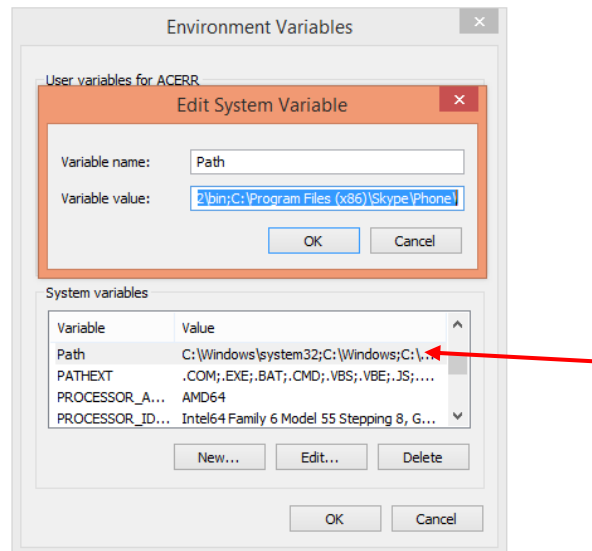 Environment Variables
User variables for ACERR
Edit System Variable
Variable name: Path
Variable value: 2\bin;C:\Program Files (x86)\Skype\Phone\
OK Cancel
System variables
Variable Value
Path C:\Windows\system32;C:\Windows;C:\...
PATHEXT .COM;.EXE;.BAT;.CMD;.VBS;.VBE;.JS;....
PROCESSOR_A... AMD64
PROCESSOR_ID... Intel64 Family 6 Model 55 Stepping 8, G...
New... Edit... Delete
OK Cancel